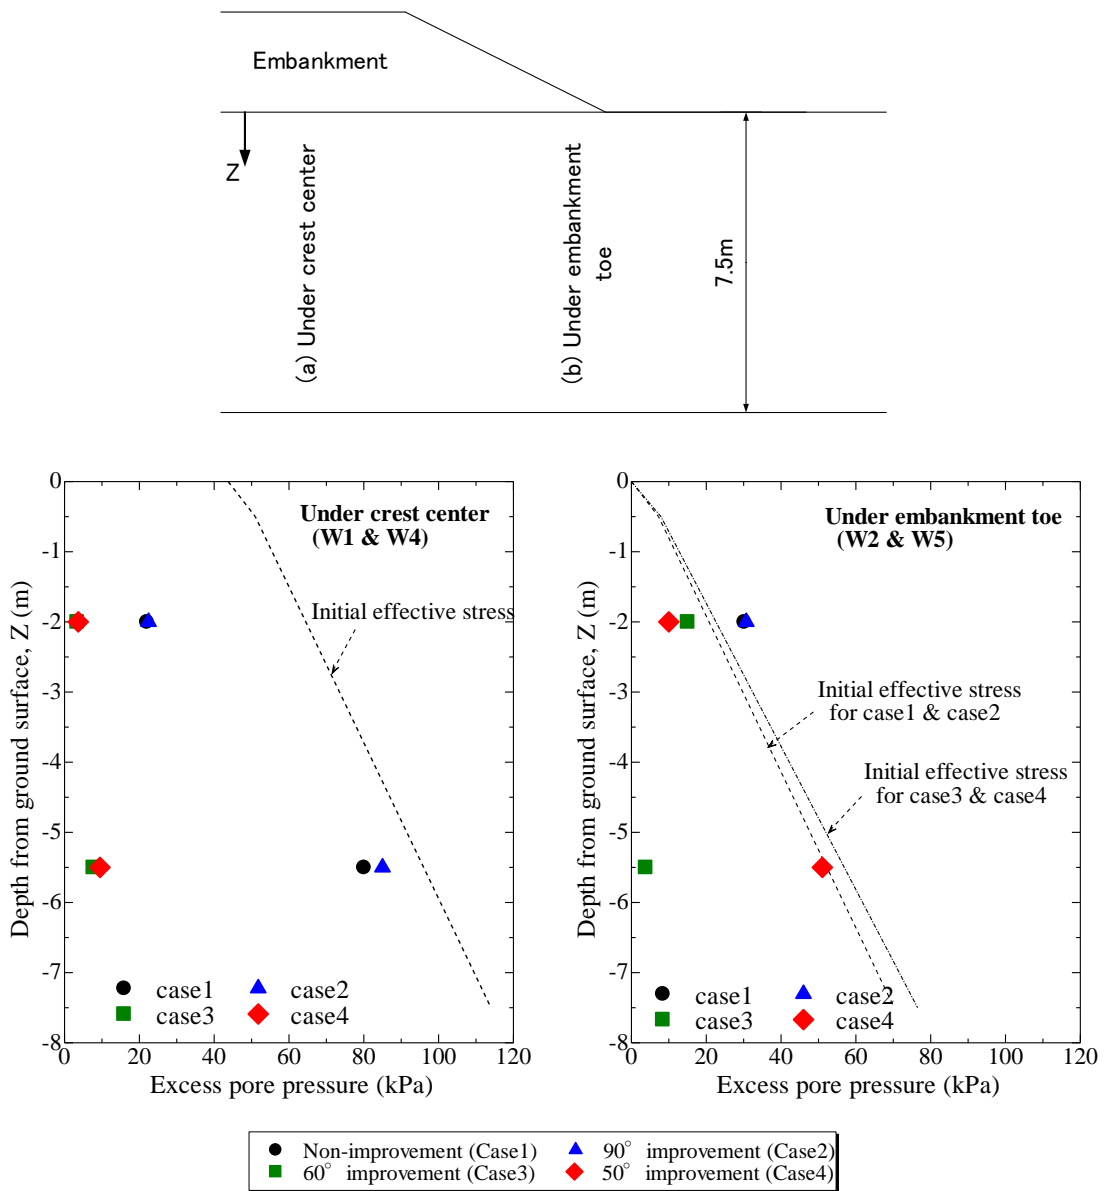 Embankment
Z
(a) Under crest center
(b) Under embankment
toe
7.5m
0
-1
-2
-3
-4
-5
-6
-7
-8
Depth from ground surface, Z (m)
Under crest center
(W1 & W4)
Initial effective stress
case1
case2
case3
case4
0
20
40
60
80
100
120
Excess pore pressure (kPa)
0
-1
-2
-3
-4
-5
-6
-7
-8
Depth from ground surface, Z (m)
Under embankment toe
(W2 & W5)
Initial effective stress
for case1 & case2
Initial effective stress
for case3 & case4
case1
case2
case3
case4
0
20
40
60
80
100
120
Excess pore pressure (kPa)
Non-improvement (Case1)
90° improvement (Case2)
60° improvement (Case3)
50° improvement (Case4)